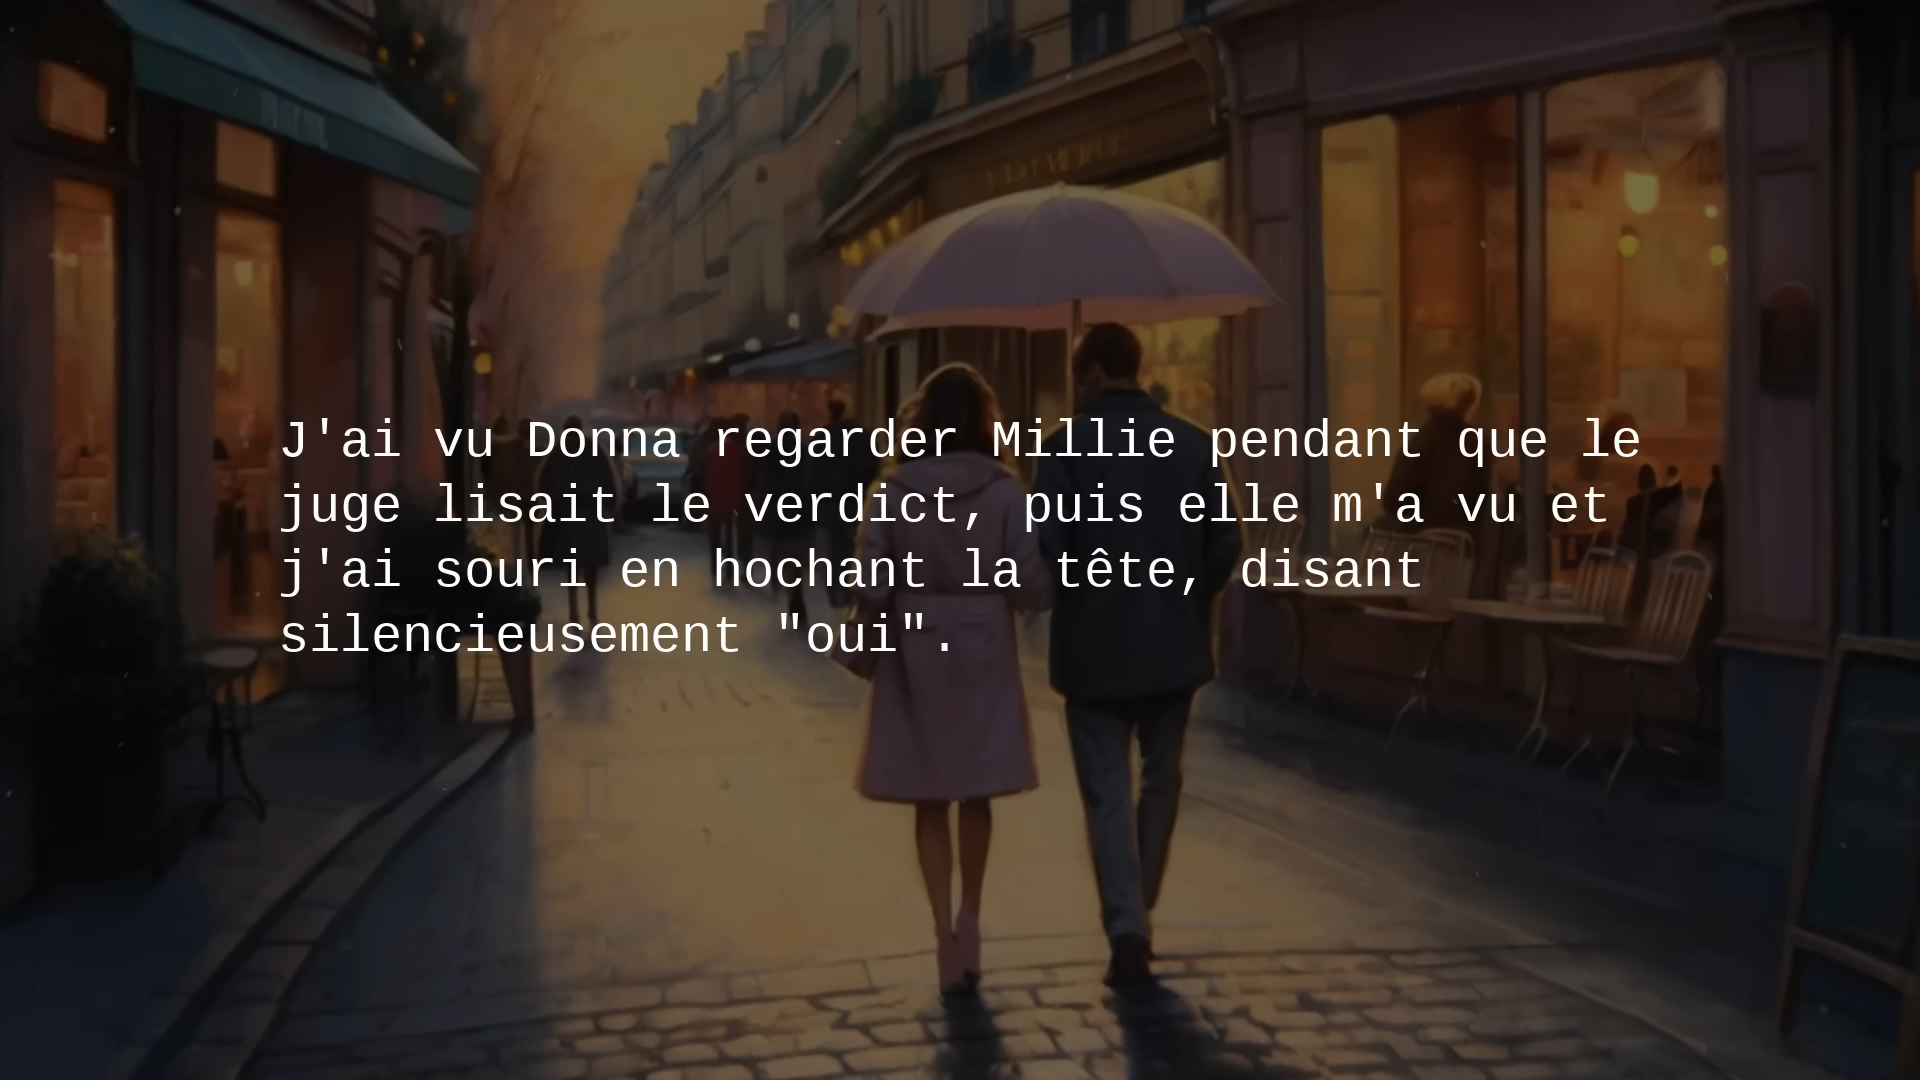 J'ai vu Donna regarder Millie pendant que le
juge lisait le verdict, puis elle m'a vu et
j'ai souri en hochant la tête, disant
silencieusement "oui".